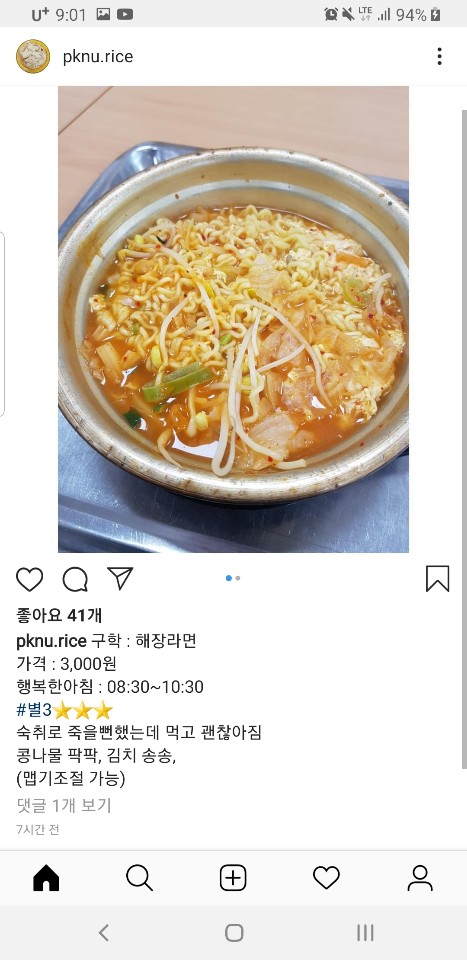 U+ 9:01 LTE 94%
pknu.rice
좋아요 41개
pknu.rice 구학 : 해장라면
가격 : 3,000원
행복한아침 : 08:30~10:30
#별3⭐⭐⭐
숙취로 죽을뻔했는데 먹고 괜찮아짐
콩나물 팍팍, 김치 송송,
(맵기조절 가능)
댓글 1개 보기
7시간 전